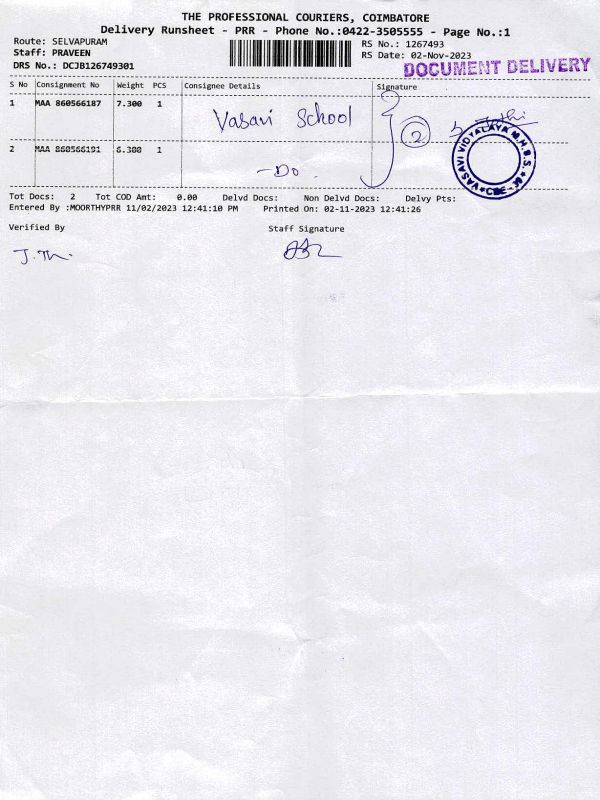 THE PROFESSIONAL COURIERS, COIMBATORE
Delivery Runsheet - PRR - Phone No.:0422-3505555 - Page No.:1
Route: SELVAPURAM RS No.: 1267493
Staff: PRAVEEN RS Date: 02-Nov-2023
DRS No.: DCJB126749301 DOCUMENT DELIVERY
S No Consignment No Weight PCS Consignee Details Signature
1 MAA 860566187 7.300 1 Vasavi School 2
2 MAA 860566191 6.300 1 -Do.
VASAVI VIDYALAYA M.H.S.S. * CBE
Tot Docs: 2 Tot COD Amt: 0.00 Delvd Docs: Non Delvd Docs: Delvy Pts:
Entered By :MOORTHYPRR 11/02/2023 12:41:10 PM Printed On: 02-11-2023 12:41:26
Verified By Staff Signature